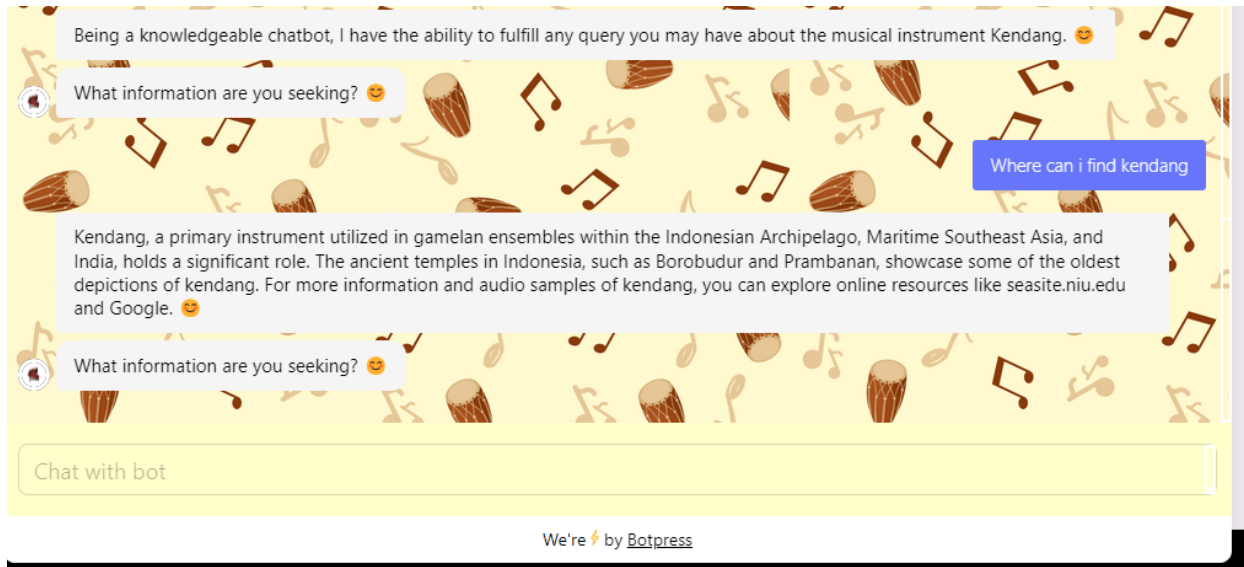 Being a knowledgeable chatbot, I have the ability to fulfill any query you may have about the musical instrument Kendang. 😊
What information are you seeking? 😊
Where can i find kendang
Kendang, a primary instrument utilized in gamelan ensembles within the Indonesian Archipelago, Maritime Southeast Asia, and
India, holds a significant role. The ancient temples in Indonesia, such as Borobudur and Prambanan, showcase some of the oldest
depictions of kendang. For more information and audio samples of kendang, you can explore online resources like seasite.niu.edu
and Google. 😊
What information are you seeking? 😊
Chat with bot
We're⚡ by Botpress